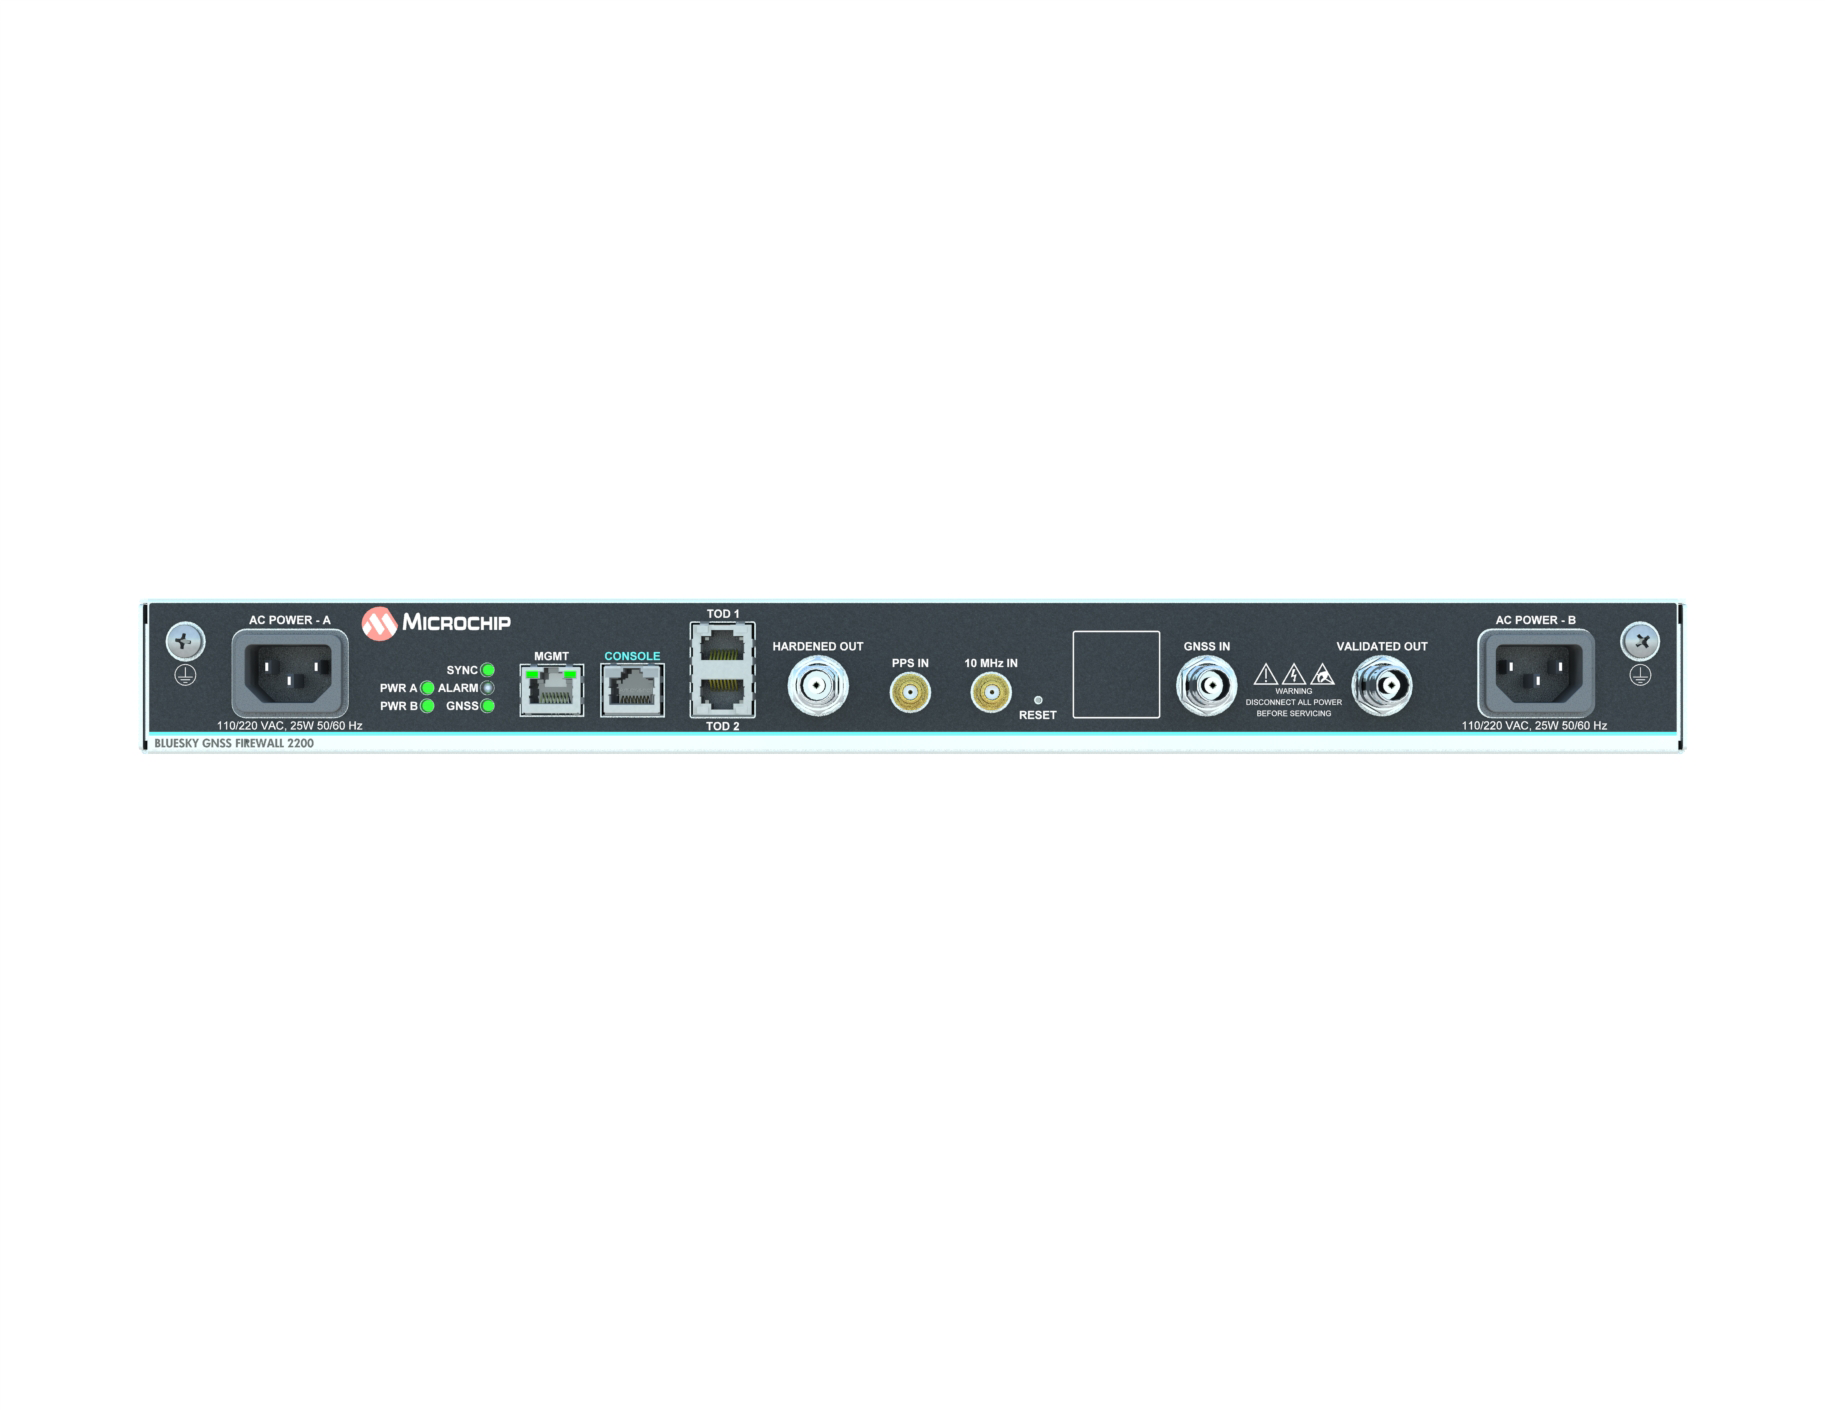 AC POWER - A
110/220 VAC, 25W 50/60 Hz
MICROCHIP
SYNC
PWR A
ALARM
PWR B
GNSS
MGMT
CONSOLE
TOD 1
TOD 2
HARDENED OUT
PPS IN
10 MHz IN
RESET
GNSS IN
WARNING
DISCONNECT ALL POWER
BEFORE SERVICING
VALIDATED OUT
AC POWER - B
110/220 VAC, 25W 50/60 Hz
BLUESKY GNSS FIREWALL 2200